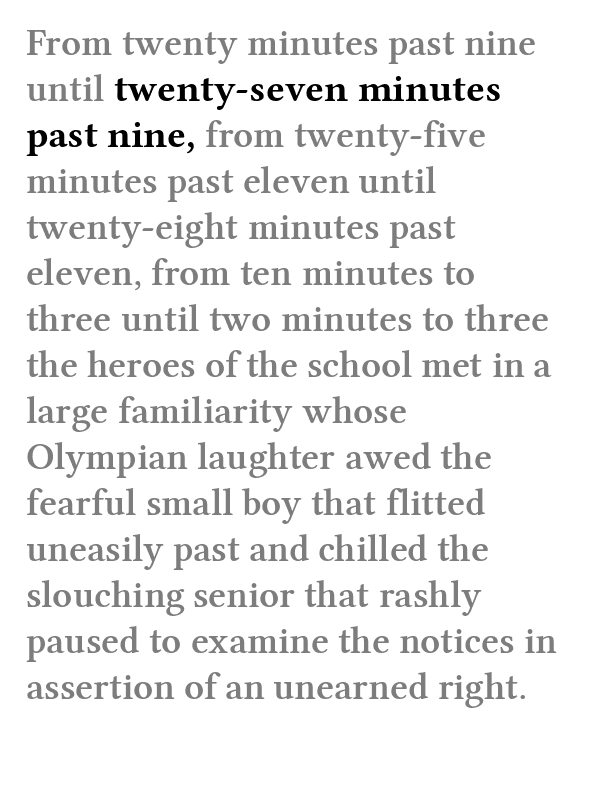 From twenty minutes past nine
until twenty-seven minutes
past nine, from twenty-five
minutes past eleven until
twenty-eight minutes past
eleven, from ten minutes to
three until two minutes to three
the heroes of the school met in a
large familiarity whose
Olympian laughter awed the
fearful small boy that flitted
uneasily past and chilled the
slouching senior that rashly
paused to examine the notices in
assertion of an unearned right.